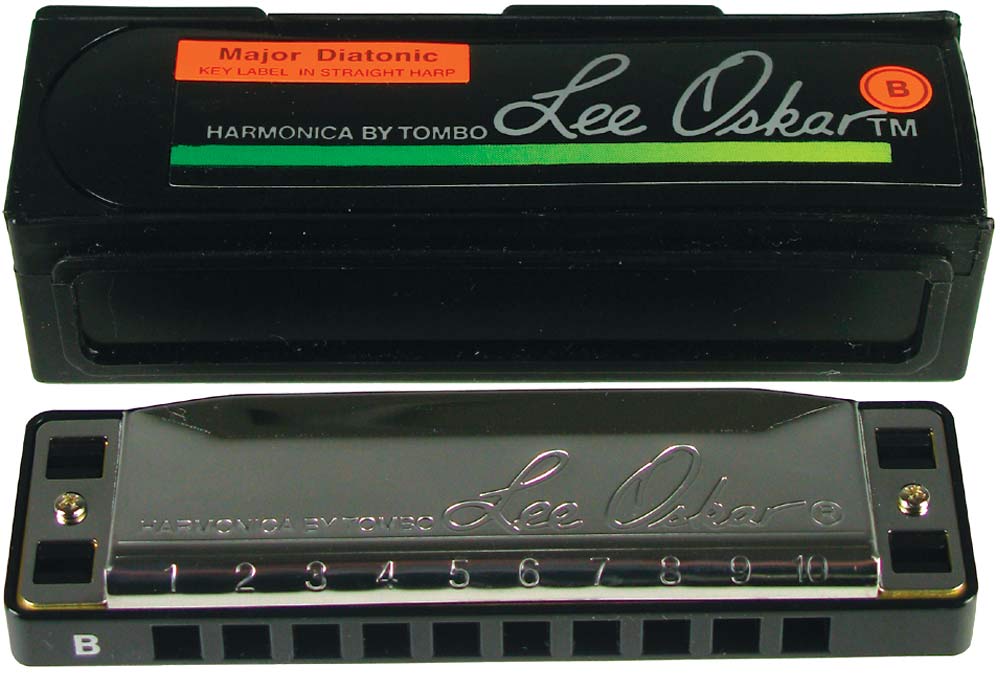 Major Diatonic
KEY LABEL IN STRAIGHT HARP
B
HARMONICA BY TOMBO Lee Oskar TM
HARMONICA BY TOMBO Lee Oskar ®
1 2 3 4 5 6 7 8 9 10
B